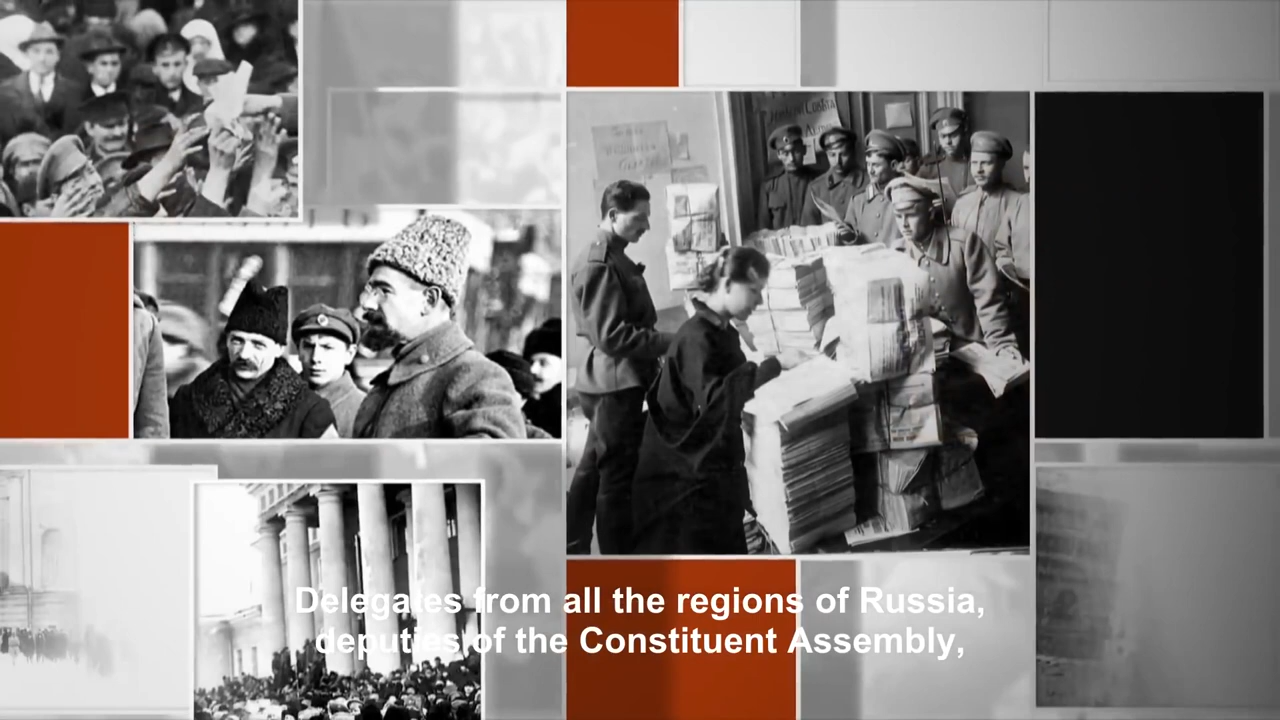 Delegates from all the regions of Russia,
deputies of the Constituent Assembly,